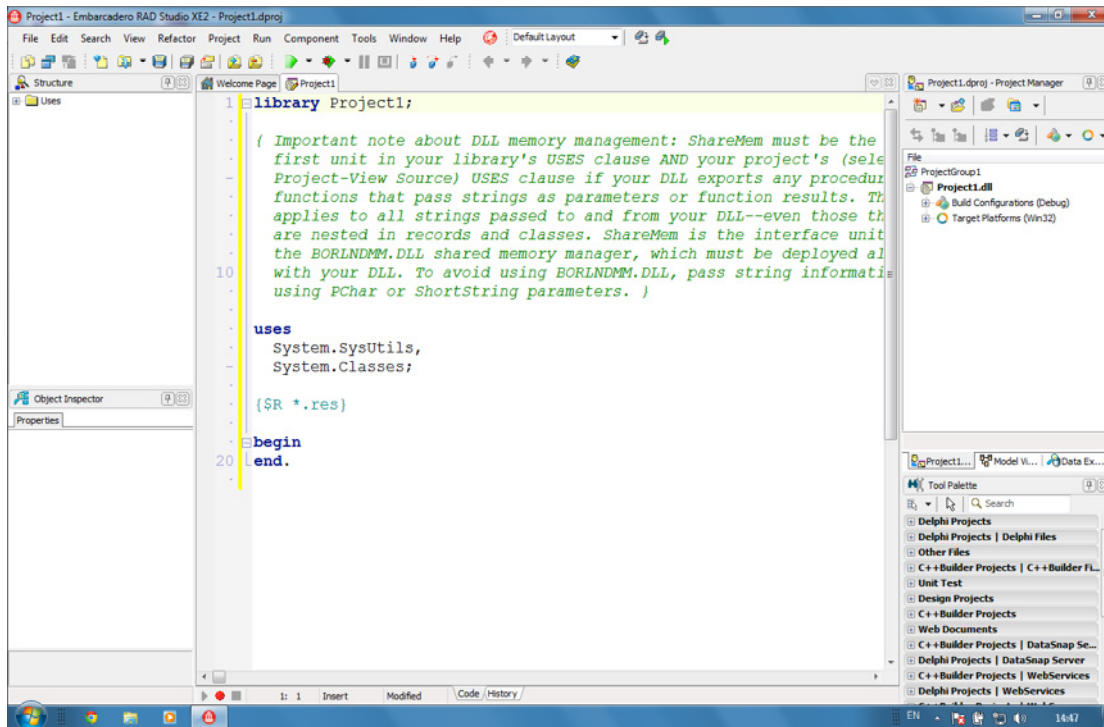 Project1 - Embarcadero RAD Studio XE2 - Project1.dproj
File Edit Search View Refactor Project Run Component Tools Window Help Default Layout
Structure
Uses
Object Inspector
Properties
Welcome Page Project1
1 library Project1;
{ Important note about DLL memory management: ShareMem must be the
first unit in your library's USES clause AND your project's (sele
Project-View Source) USES clause if your DLL exports any procedur
functions that pass strings as parameters or function results. Th
applies to all strings passed to and from your DLL--even those th
are nested in records and classes. ShareMem is the interface unit
the BORLNDMM.DLL shared memory manager, which must be deployed al
10 with your DLL. To avoid using BORLNDMM.DLL, pass string informati
using PChar or ShortString parameters. }
uses
System.SysUtils,
System.Classes;
{$R *.res}
begin
20 end.
1: 1 Insert Modified Code History
Project1.dproj - Project Manager
File
ProjectGroup1
Project1.dll
Build Configurations (Debug)
Target Platforms (Win32)
Project1... Model Vi... Data Ex...
Tool Palette
Search
Delphi Projects
Delphi Projects | Delphi Files
Other Files
C++Builder Projects | C++Builder Fi...
Unit Test
Design Projects
C++Builder Projects
Web Documents
C++Builder Projects | DataSnap Se...
Delphi Projects | DataSnap Server
C++Builder Projects | WebServices
Delphi Projects | WebServices
EN 14:47